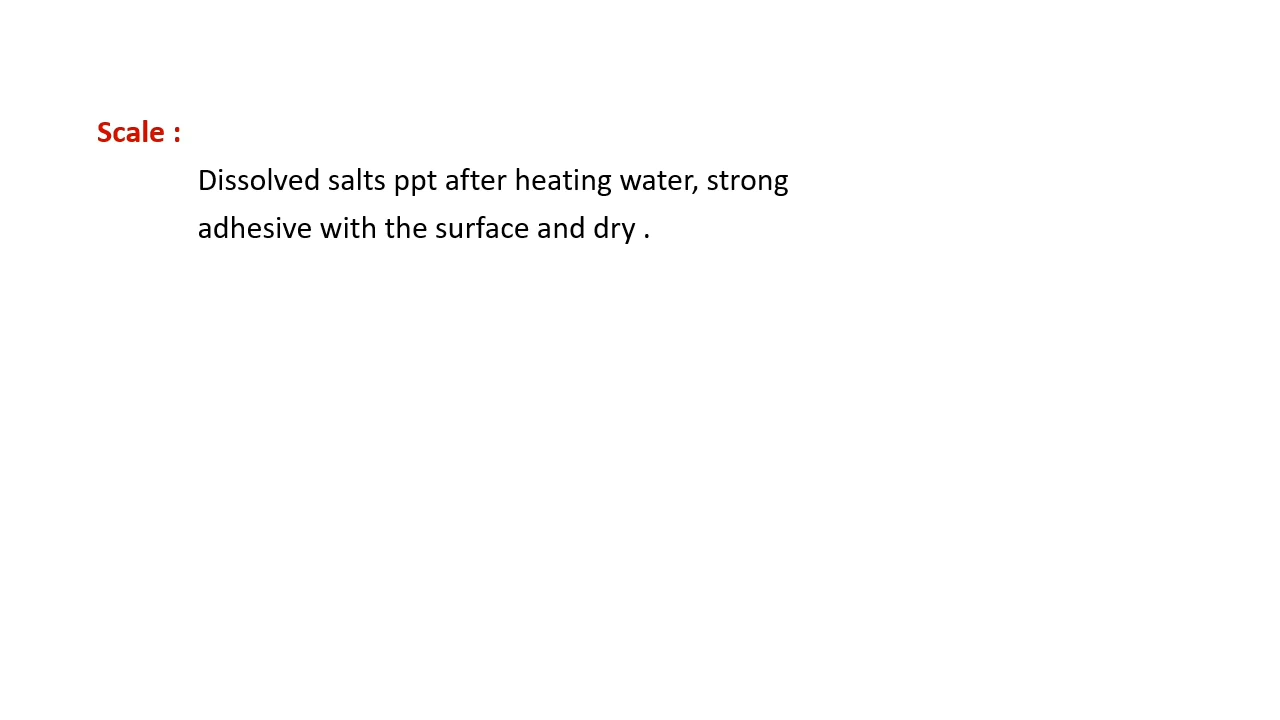 Scale :
Dissolved salts ppt after heating water, strong
adhesive with the surface and dry .